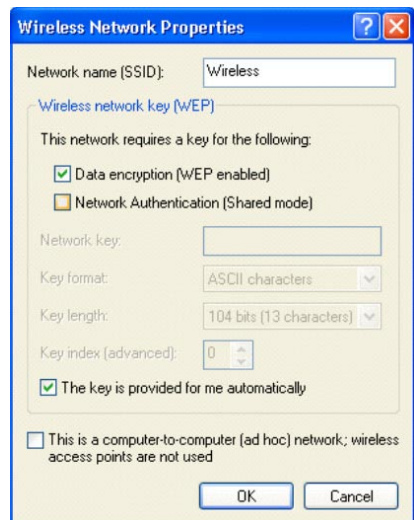 Wireless Network Properties
Network name (SSID): Wireless
Wireless network key (WEP)
This network requires a key for the following:
Data encryption (WEP enabled)
Network Authentication (Shared mode)
Network key:
Key format: ASCII characters
Key length: 104 bits (13 characters)
Key index (advanced): 0
The key is provided for me automatically
This is a computer-to-computer (ad hoc) network; wireless
access points are not used
OK Cancel